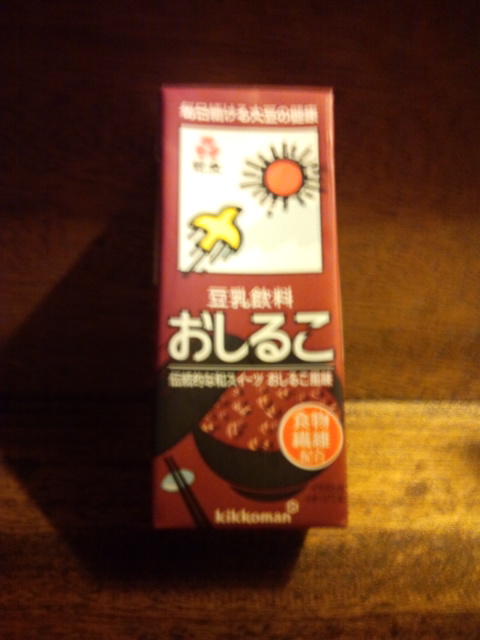 毎日続ける大豆の健康
紀文
豆乳飲料
おしるこ
伝統的な和スイーツ おしるこ風味
食物
繊維
配合
kikkoman